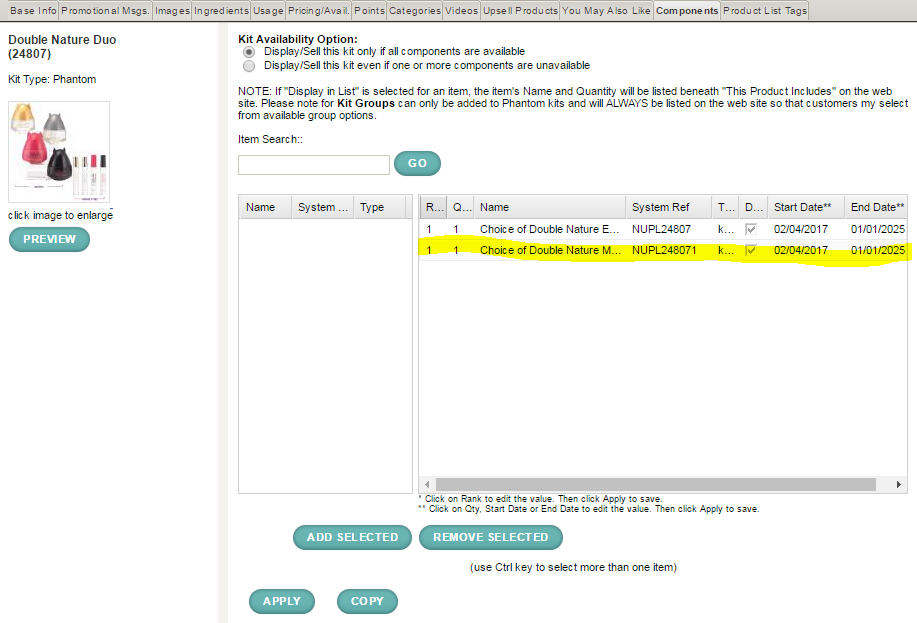 Base Info Promotional Msgs. Images Ingredients Usage Pricing/Avail. Points Categories Videos Upsell Products You May Also Like Components Product List Tags
Double Nature Duo
(24807)
Kit Type: Phantom
click image to enlarge
PREVIEW
Kit Availability Option:
Display/Sell this kit only if all components are available
Display/Sell this kit even if one or more components are unavailable
NOTE: If "Display in List" is selected for an item, the item's Name and Quantity will be listed beneath "This Product Includes" on the web
site. Please note for Kit Groups can only be added to Phantom kits and will ALWAYS be listed on the web site so that customers my select
from available group options.
Item Search::
GO
Name System ... Type
R... Q... Name System Ref T... D... Start Date** End Date**
1 1 Choice of Double Nature E... NUPL24807 k... 02/04/2017 01/01/2025
1 1 Choice of Double Nature M... NUPL248071 k... 02/04/2017 01/01/2025
* Click on Rank to edit the value. Then click Apply to save.
** Click on Qty, Start Date or End Date to edit the value. Then click Apply to save.
ADD SELECTED REMOVE SELECTED
(use Ctrl key to select more than one item)
APPLY COPY